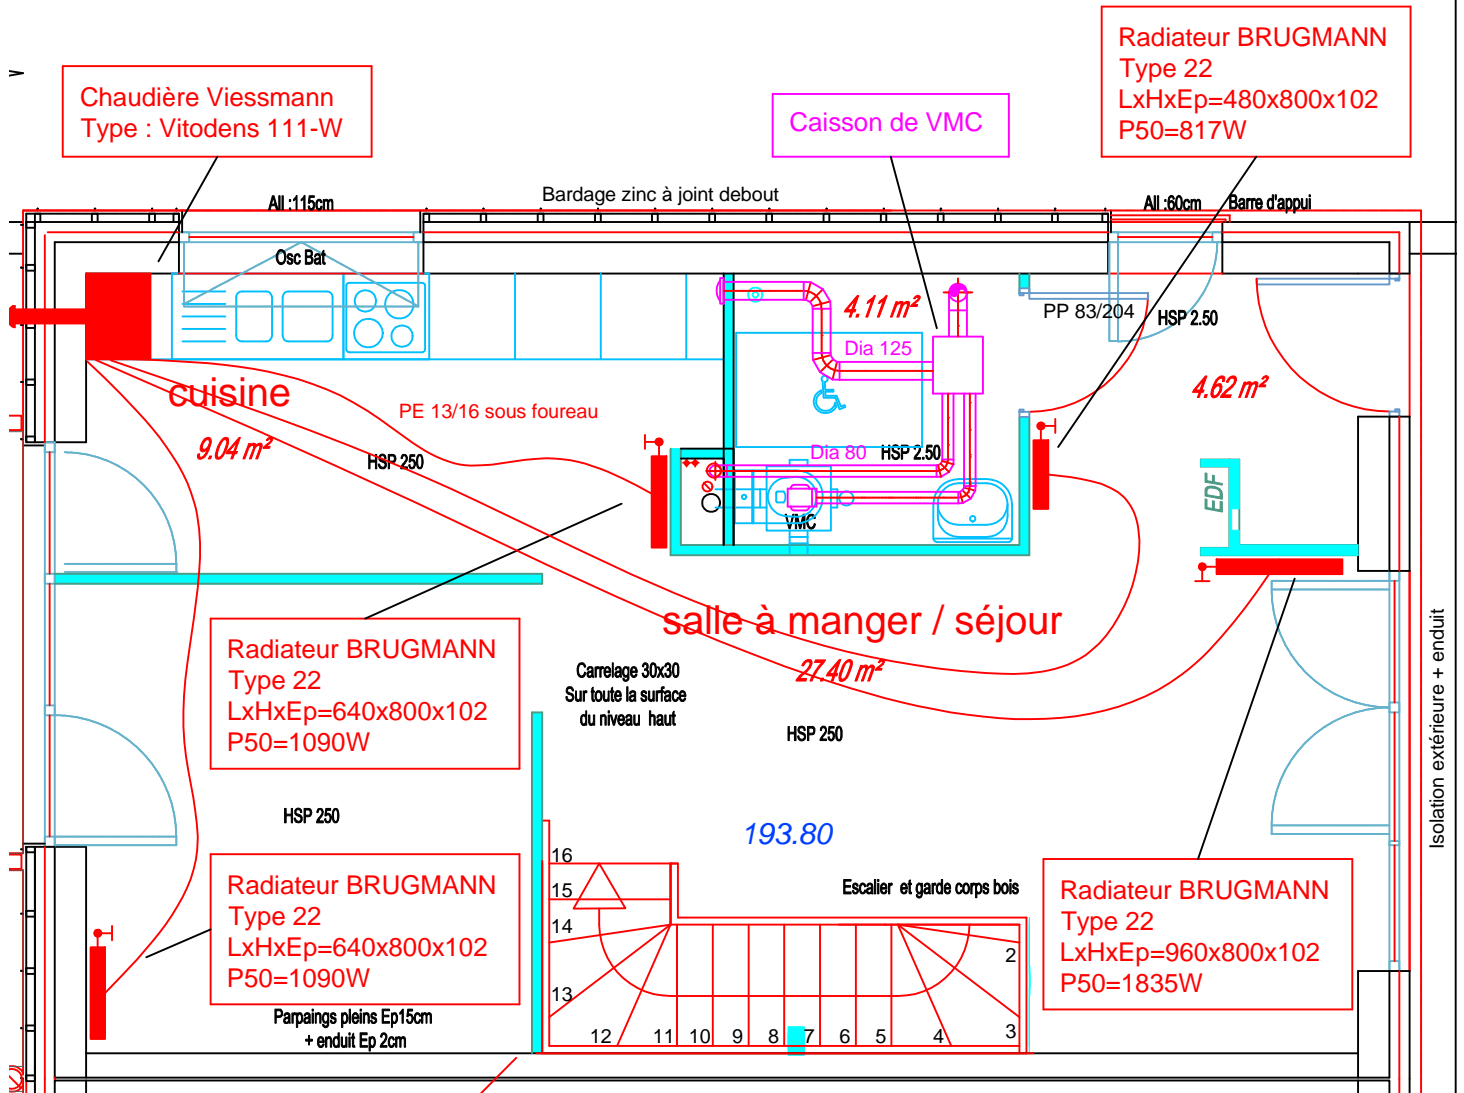 Radiateur BRUGMANN
Type 22
LxHxEp=480x800x102
P50=817W
Chaudière Viessmann
Type : Vitodens 111-W
Caisson de VMC
Bardage zinc à joint debout
All :115cm
All :60cm
Barre d'appui
Osc Bat
4.11 m²
PP 83/204
HSP 2.50
Dia 125
cuisine
9.04 m²
PE 13/16 sous foureau
4.62 m²
HSP 250
Dia 80
HSP 2.50
EDF
VMC
salle à manger / séjour
27.40 m²
Radiateur BRUGMANN
Type 22
LxHxEp=640x800x102
P50=1090W
Carrelage 30x30
Sur toute la surface
du niveau haut
HSP 250
Isolation extérieure + enduit
HSP 250
193.80
Radiateur BRUGMANN
Type 22
LxHxEp=640x800x102
P50=1090W
Escalier et garde corps bois
Radiateur BRUGMANN
Type 22
LxHxEp=960x800x102
P50=1835W
16
15
14
13
12
11
10
9
8
7
6
5
4
3
2
Parpaings pleins Ep15cm
+ enduit Ep 2cm